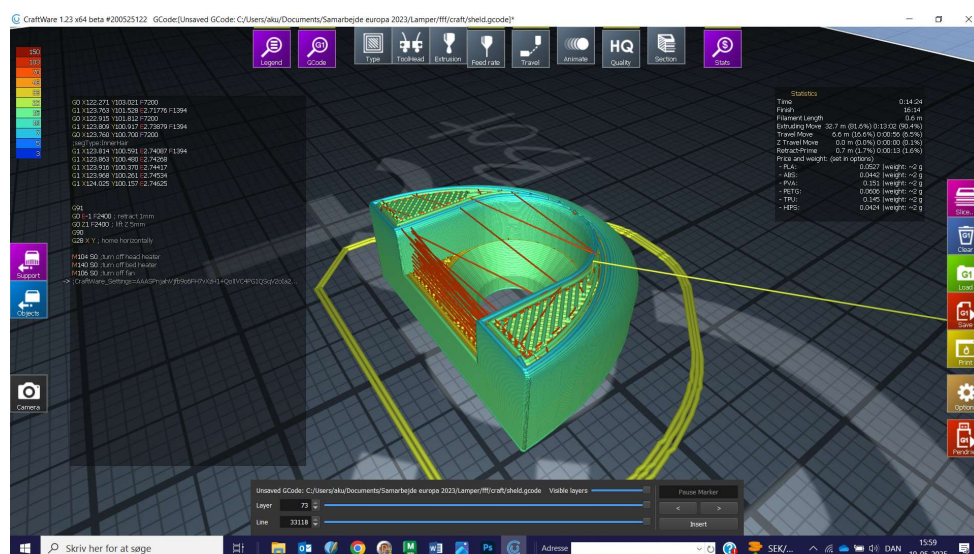 CraftWare 1.23 x64 beta #200525122 GCode:[Unsaved GCode: C:/Users/aku/Documents/Samarbejde europa 2023/Lamper/fff/craft/sheld.gcode]*
Legend
GCode
Type
ToolHead
Extrusion
Feed rate
Travel
Animate
HQ
Quality
Section
Stats
150
G0 X122.271 Y103.021 F7200
G1 X123.763 Y101.528 E2.71776 F1394
G0 X122.915 Y101.812 F7200
G1 X123.809 Y100.917 E2.73879 F1394
G0 X123.760 Y100.700 F7200
;segType:InnerHair
G1 X123.814 Y100.591 E2.74087 F1394
G1 X123.863 Y100.480 E2.74268
G1 X123.916 Y100.370 E2.74417
G1 X123.968 Y100.261 E2.74534
G1 X124.025 Y100.157 E2.74625
G91
G0 E-1 F2400 ; retract 1mm
G0 Z1 F2400 ; lift Z 5mm
G90
G28 X Y ; home horizontally
M104 S0 ;turn off head heater
M140 S0 ;turn off bed heater
M106 S0 ;turn off fan
Statistics
Time 0:14:24
Finish 16:14
Filament Length 0.6 m
Extruding Move 32.7 m (81.6%) 0:13:02 (90.4%)
Travel Move 6.6 m (16.6%) 0:00:56 (6.5%)
Z Travel Move 0.0 m (0.0%) 0:00:00 (0.1%)
Retract-Prime 0.7 m (1.7%) 0:00:13 (1.6%)
Price and weight: (set in options)
- PLA: 0.0527 (weight: ~2 g
- ABS: 0.0442 (weight: ~2 g
- PVA: 0.151 (weight: ~2 g
- PETG: 0.0606 (weight: ~2 g
- TPU: 0.145 (weight: ~2 g
- HIPS: 0.0424 (weight: ~2 g
Support
Objects
Camera
Slice..
Clear
Load
Save
Print
Option
Pendriv
Unsaved GCode: C:/Users/aku/Documents/Samarbejde europa 2023/Lamper/fff/craft/sheld.gcode Visible layers
Layer 73
Line 33118
Pause Marker
<
>
Insert
Skriv her for at søge
Adresse
SEK/...
DAN
15:59